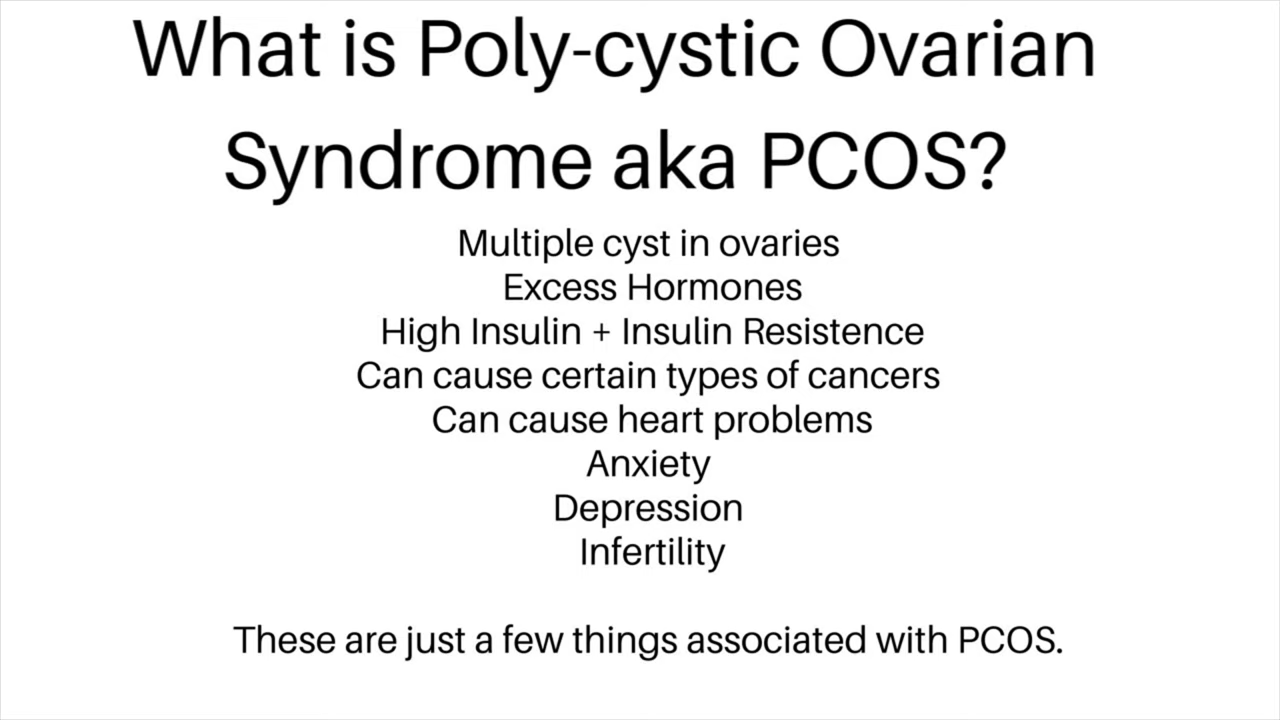 What is Poly-cystic Ovarian
Syndrome aka PCOS?
Multiple cyst in ovaries
Excess Hormones
High Insulin + Insulin Resistence
Can cause certain types of cancers
Can cause heart problems
Anxiety
Depression
Infertility
These are just a few things associated with PCOS.